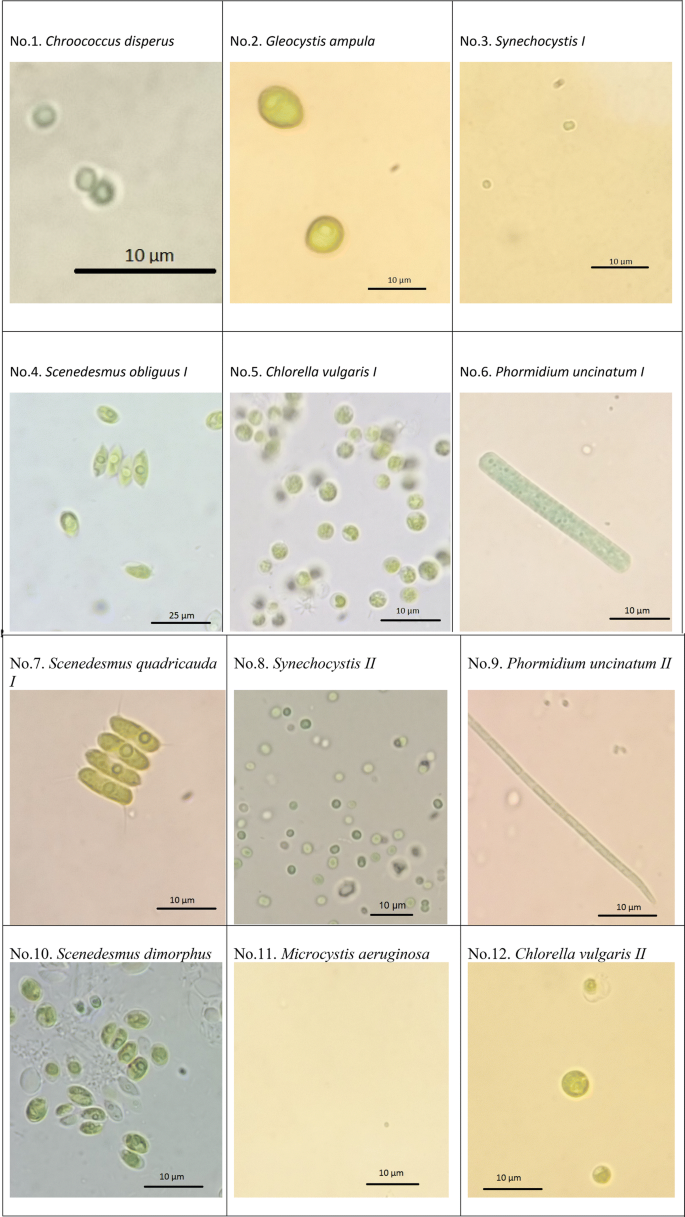 No.1. Chroococcus disperus
No.2. Gleocystis ampula
No.3. Synechocystis I
10 µm
10 µm
10 µm
No.4. Scenedesmus obliguus I
No.5. Chlorella vulgaris I
No.6. Phormidium uncinatum I
25 µm
10 µm
10 µm
No.7. Scenedesmus quadricauda
I
No.8. Synechocystis II
No.9. Phormidium uncinatum II
10 µm
10 µm
10 µm
No.10. Scenedesmus dimorphus
No.11. Microcystis aeruginosa
No.12. Chlorella vulgaris II
10 µm
10 µm
10 µm